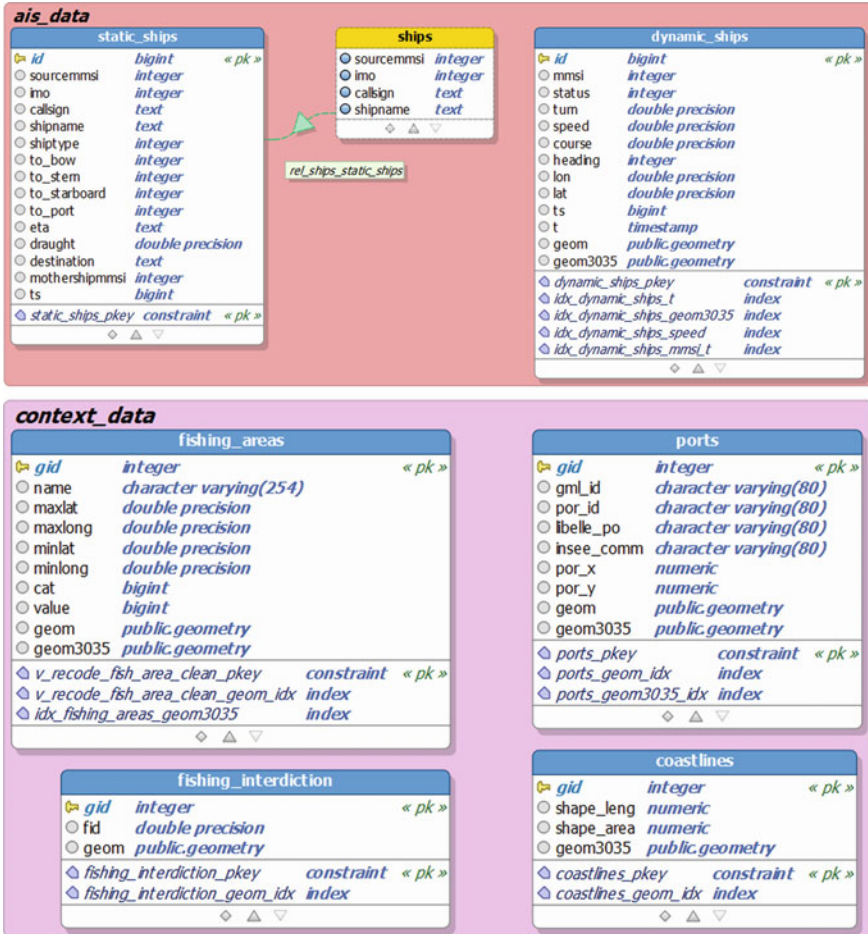 ais_data
static_ships
id bigint « pk »
sourcemmsi integer
imo integer
callsign text
shipname text
shiptype integer
to_bow integer
to_stern integer
to_starboard integer
to_port integer
eta text
draught double precision
destination text
mothershipmmsi integer
ts bigint
static_ships_pkey constraint « pk »
ships
sourcemmsi integer
imo integer
callsign text
shipname text
rel_ships_static_ships
dynamic_ships
id bigint « pk »
mmsi integer
status integer
turn double precision
speed double precision
course double precision
heading integer
lon double precision
lat double precision
ts bigint
t timestamp
geom public.geometry
geom3035 public.geometry
dynamic_ships_pkey constraint « pk »
idx_dynamic_ships_t index
idx_dynamic_ships_geom3035 index
idx_dynamic_ships_speed index
idx_dynamic_ships_mmsi_t index
context_data
fishing_areas
gid integer « pk »
name character varying(254)
maxlat double precision
maxlong double precision
minlat double precision
minlong double precision
cat bigint
value bigint
geom public.geometry
geom3035 public.geometry
v_recode_fish_area_clean_pkey constraint « pk »
v_recode_fish_area_clean_geom_idx index
idx_fishing_areas_geom3035 index
ports
gid integer « pk »
gml_id character varying(80)
por_id character varying(80)
libelle_po character varying(80)
insee_comm character varying(80)
por_x numeric
por_y numeric
geom public.geometry
geom3035 public.geometry
ports_pkey constraint « pk »
ports_geom_idx index
ports_geom3035_idx index
fishing_interdiction
gid integer « pk »
fid double precision
geom public.geometry
fishing_interdiction_pkey constraint « pk »
fishing_interdiction_geom_idx index
coastlines
gid integer « pk »
shape_leng numeric
shape_area numeric
geom3035 public.geometry
coastlines_pkey constraint « pk »
coastlines_geom_idx index